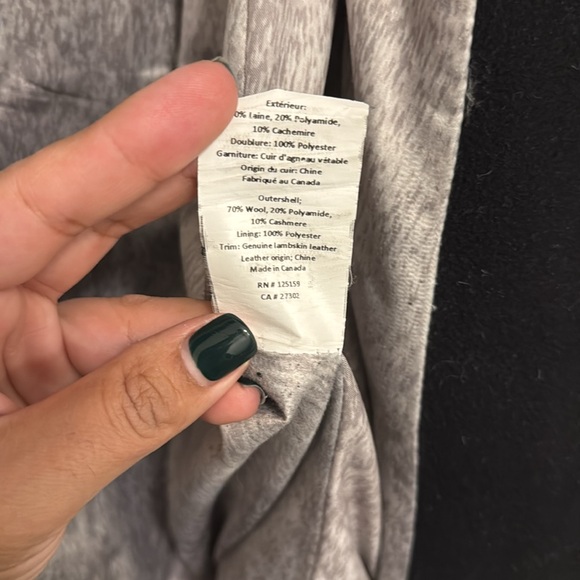 Extérieur:
0% Laine, 20% Polyamide,
10% Cachemire
Doublure: 100% Polyester
Garniture: Cuir d'agneau vétable
Origin du cuir: Chine
Fabriqué au Canada
Outershell;
70% Wool, 20% Polyamide,
10% Cashmere
Lining: 100% Polyester
Trim: Genuine lambskin leather
Leather origin; Chine
Made in Canada
RN # 125159
CA # 27302